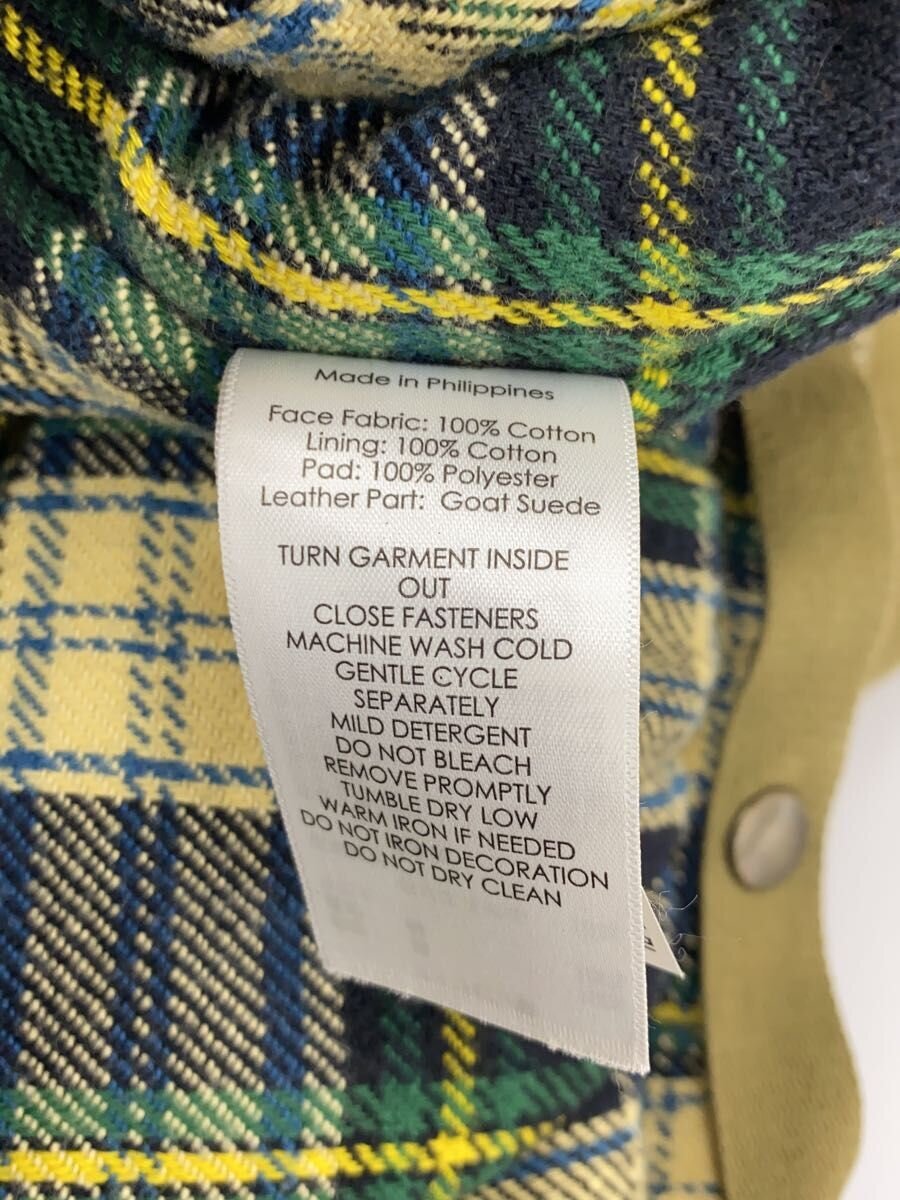 Made in Philippines
Face Fabric: 100% Cotton
Lining: 100% Cotton
Pad: 100% Polyester
Leather Part: Goat Suede
TURN GARMENT INSIDE
OUT
CLOSE FASTENERS
MACHINE WASH COLD
GENTLE CYCLE
SEPARATELY
MILD DETERGENT
DO NOT BLEACH
REMOVE PROMPTLY
TUMBLE DRY LOW
WARM IRON IF NEEDED
DO NOT IRON DECORATION
DO NOT DRY CLEAN